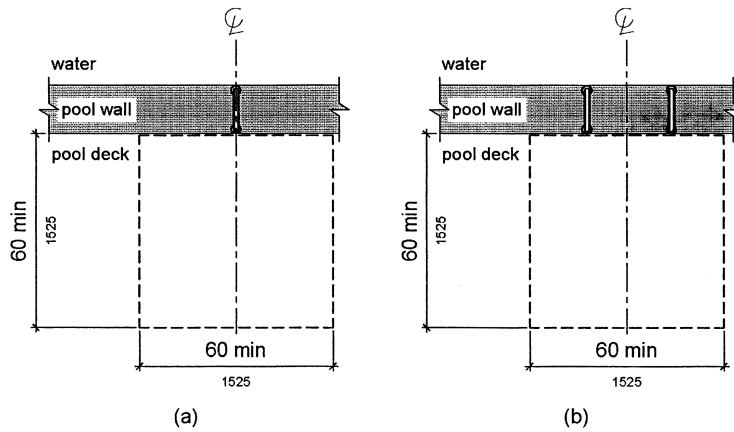 ℄
water
pool wall
pool deck
60 min
1525
60 min
1525
(a)
℄
water
pool wall
pool deck
60 min
1525
60 min
1525
(b)